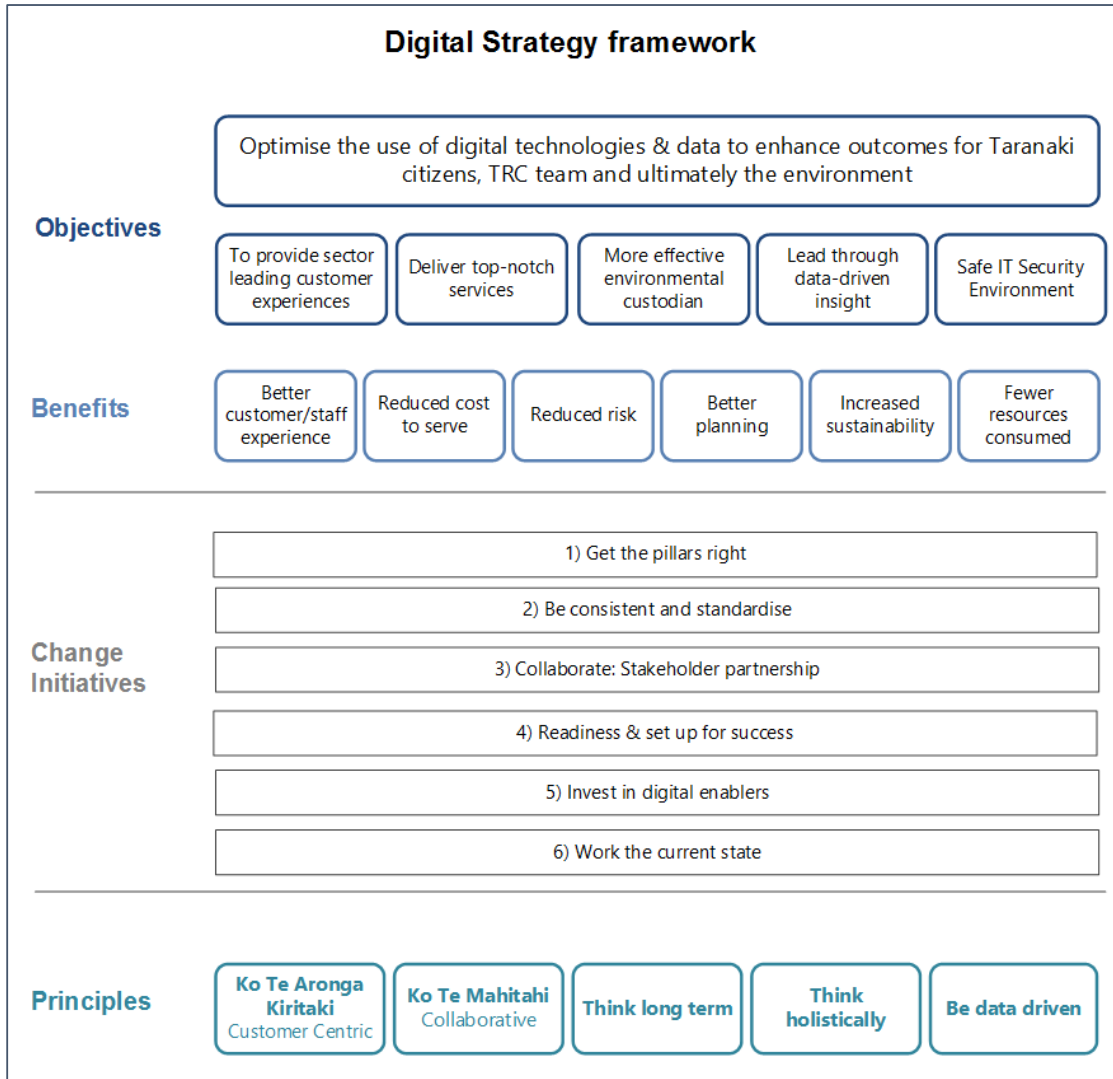 Digital Strategy framework
Optimise the use of digital technologies & data to enhance outcomes for Taranaki
citizens, TRC team and ultimately the environment
Objectives
To provide sector
leading customer
experiences
Deliver top-notch
services
More effective
environmental
custodian
Lead through
data-driven
insight
Safe IT Security
Environment
Benefits
Better
customer/staff
experience
Reduced cost
to serve
Reduced risk
Better
planning
Increased
sustainability
Fewer
resources
consumed
Change
Initiatives
1) Get the pillars right
2) Be consistent and standardise
3) Collaborate: Stakeholder partnership
4) Readiness & set up for success
5) Invest in digital enablers
6) Work the current state
Principles
Ko Te Aronga
Kiritaki
Customer Centric
Ko Te Mahitahi
Collaborative
Think long term
Think
holistically
Be data driven